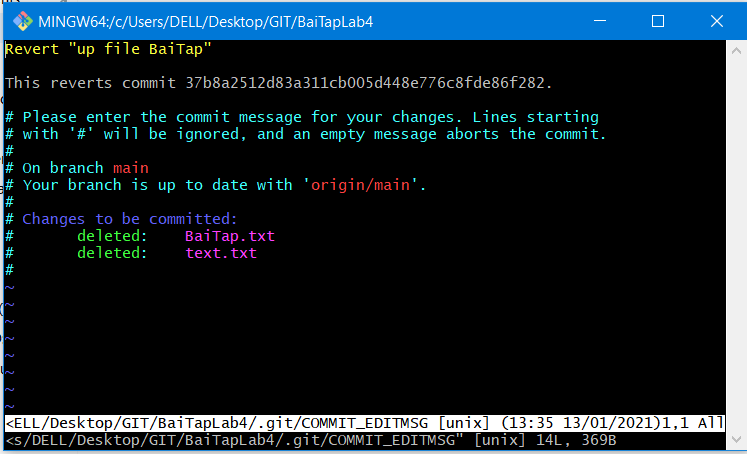 MINGW64:/c/Users/DELL/Desktop/GIT/BaiTapLab4
Revert "up file BaiTap"
This reverts commit 37b8a2512d83a311cb005d448e776c8fde86f282.
# Please enter the commit message for your changes. Lines starting
# with '#' will be ignored, and an empty message aborts the commit.
#
# On branch main
# Your branch is up to date with 'origin/main'.
#
# Changes to be committed:
#       deleted:    BaiTap.txt
#       deleted:    text.txt
#
~
~
~
~
~
~
~
~
<ELL/Desktop/GIT/BaiTapLab4/.git/COMMIT_EDITMSG [unix] (13:35 13/01/2021)1,1 All
<s/DELL/Desktop/GIT/BaiTapLab4/.git/COMMIT_EDITMSG" [unix] 14L, 369B